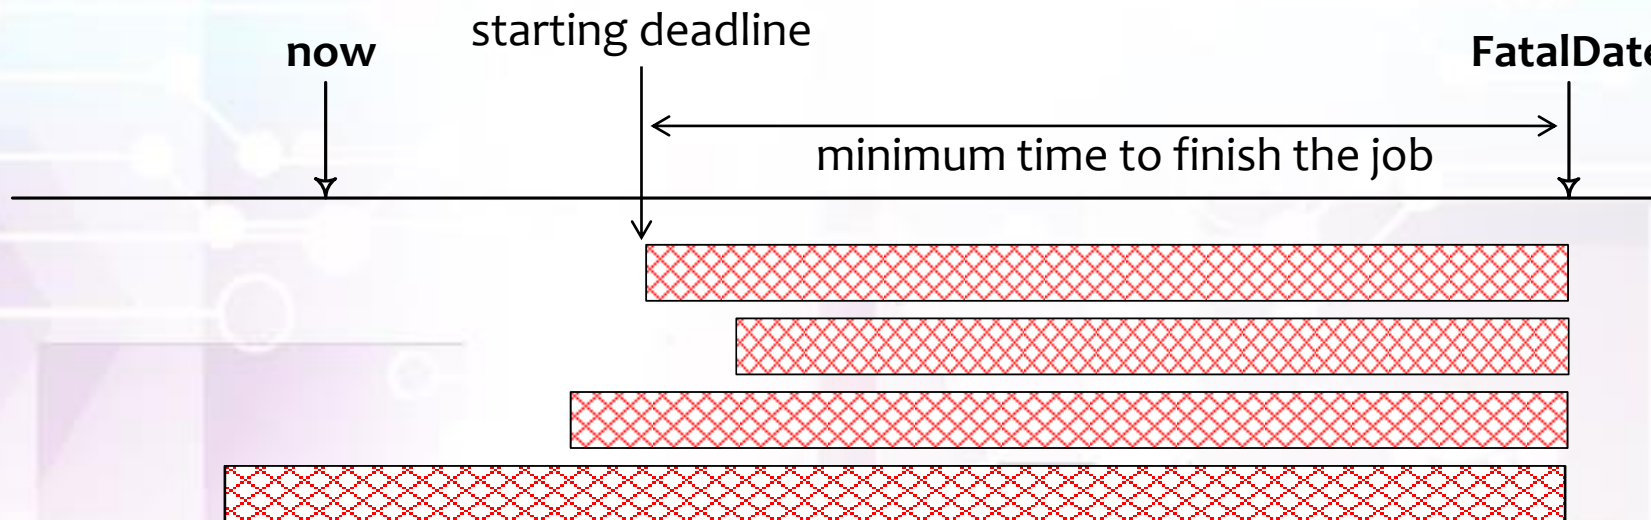 starting deadline
now
FatalDate
minimum time to finish the job